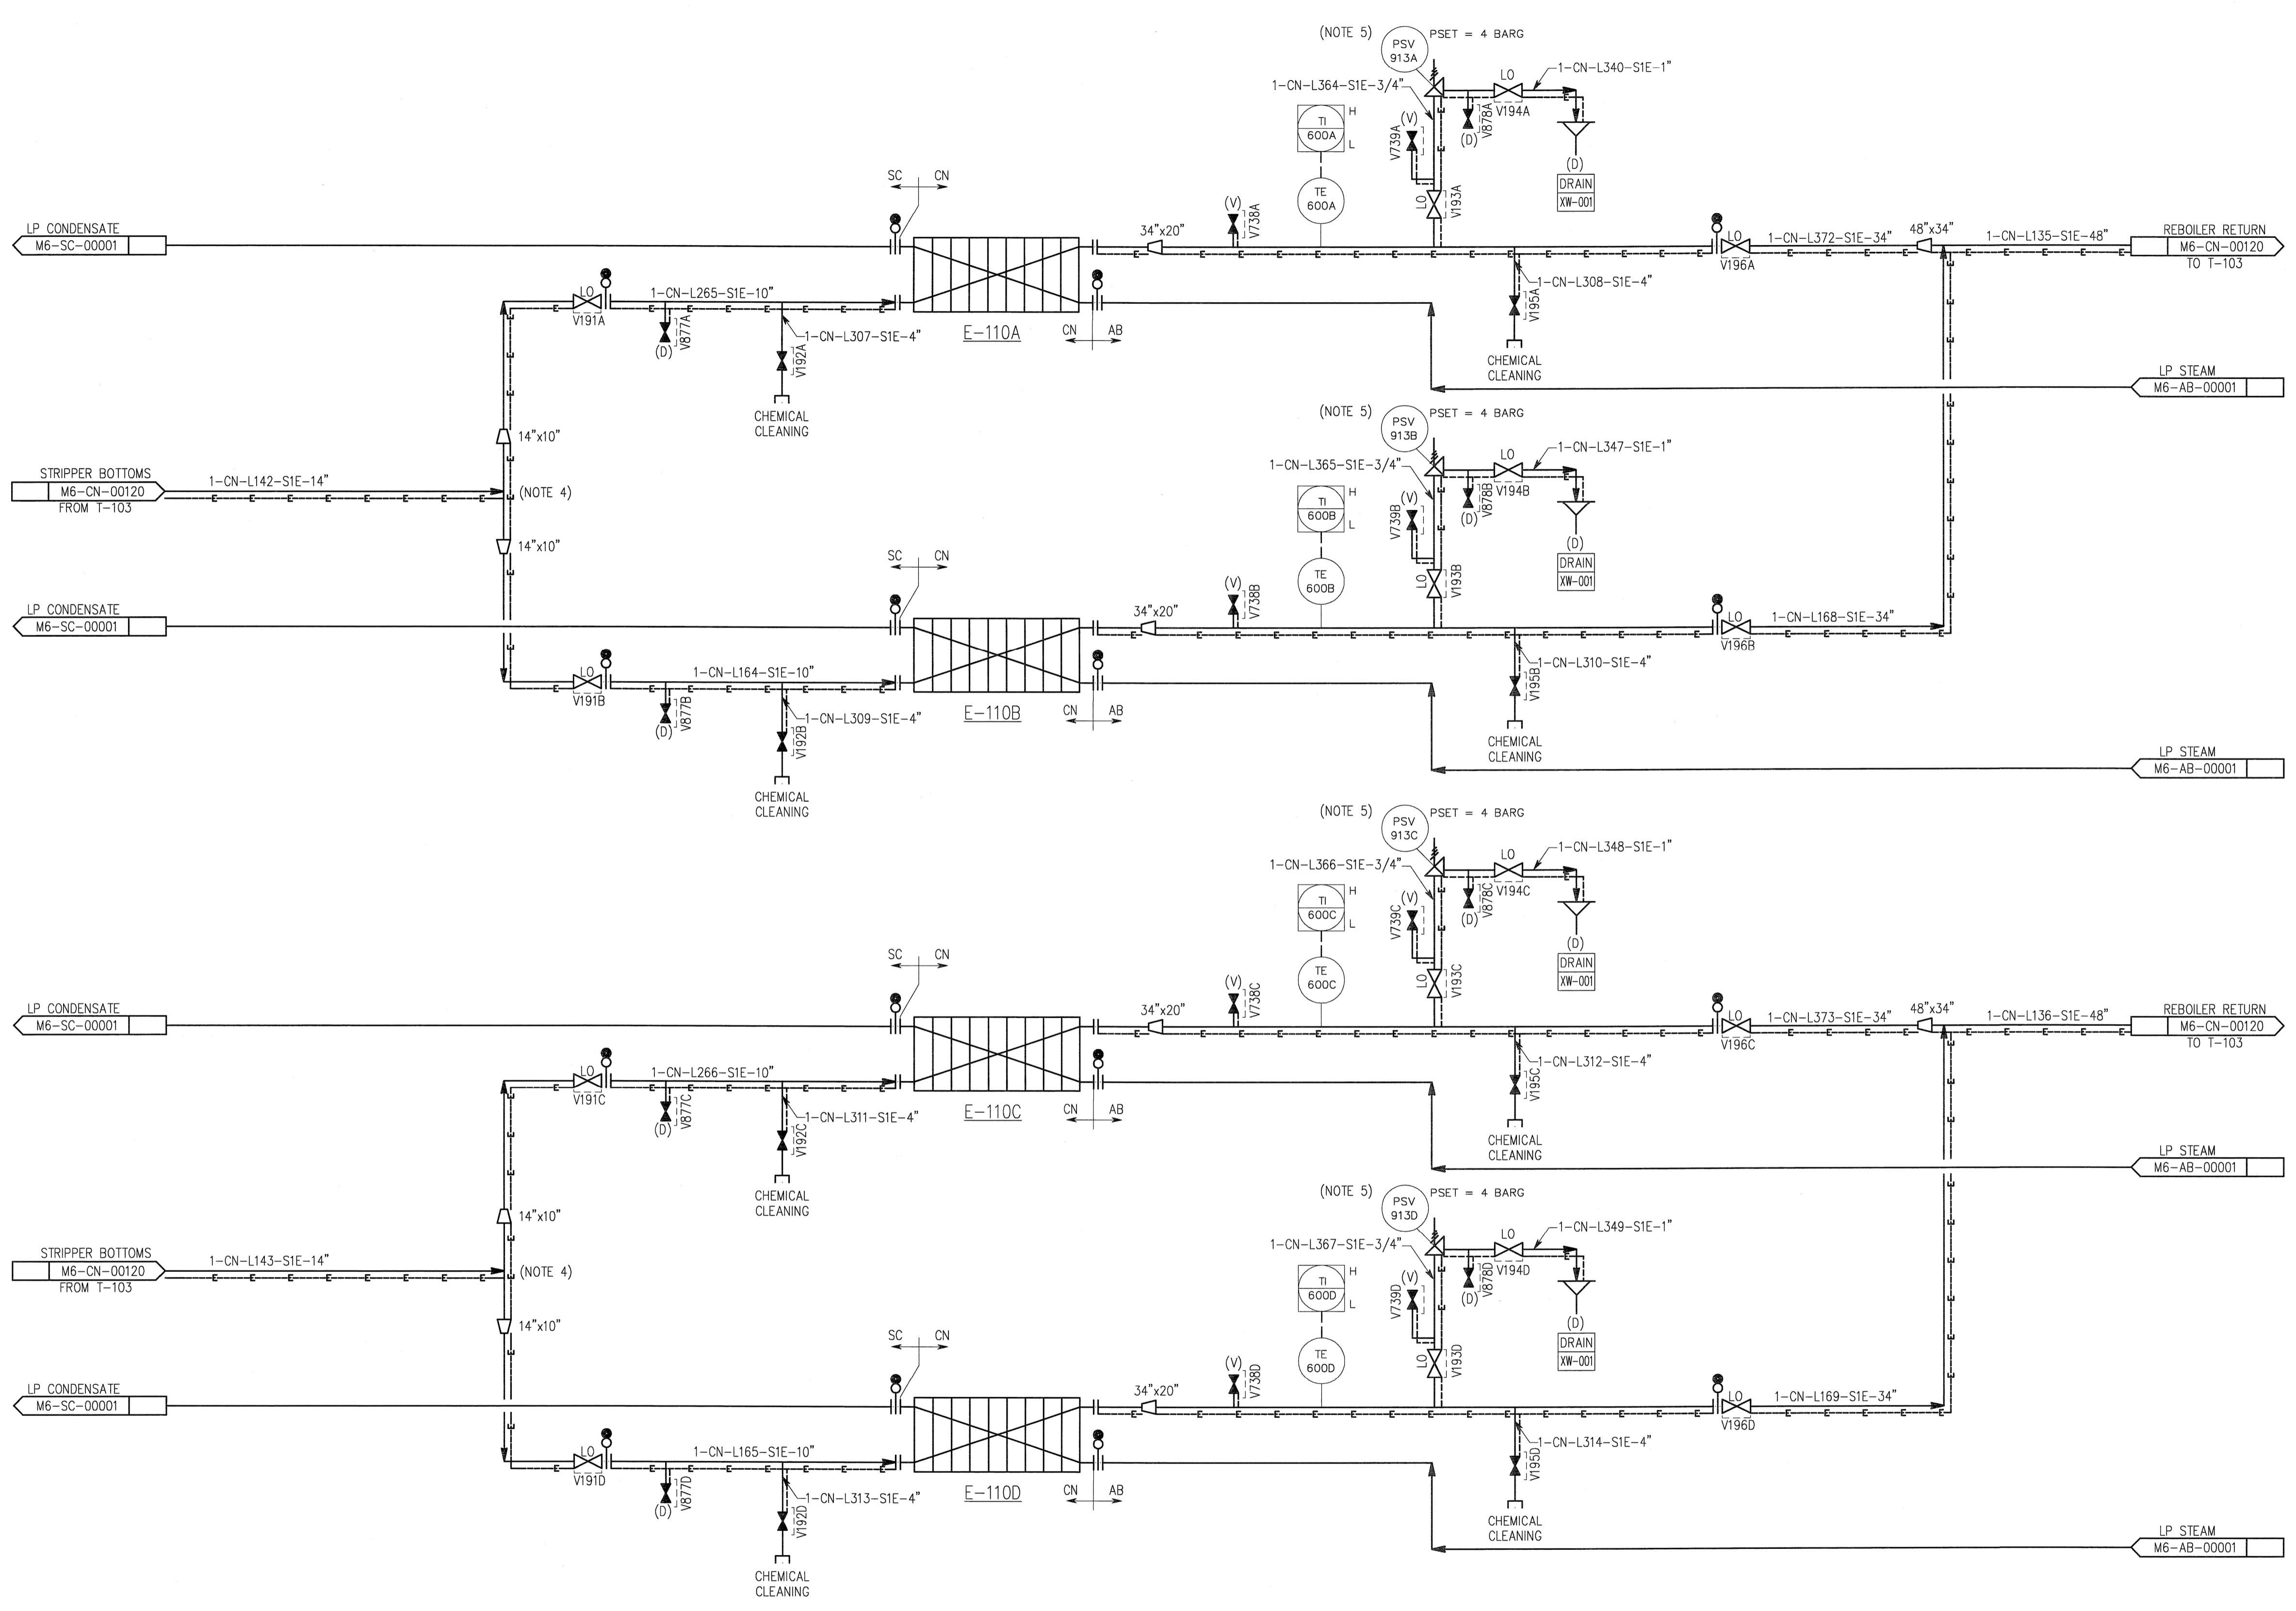 (NOTE 5)
PSV
913A
PSET = 4 BARG
1-CN-L364-S1E-3/4"
LO
V194A
1-CN-L340-S1E-1"
V878A
(D)
(D)
DRAIN
XW-001
TI
600A
H
L
TE
600A
(V)
V739A
LO
V193A
SC
CN
LP CONDENSATE
M6-SC-00001
34"x20"
(V)
V738A
LO
V196A
1-CN-L372-S1E-34"
48"x34"
1-CN-L135-S1E-48"
REBOILER RETURN
M6-CN-00120
TO T-103
LO
V191A
1-CN-L265-S1E-10"
V877A
(D)
1-CN-L307-S1E-4"
V192A
CHEMICAL
CLEANING
E-110A
CN
AB
1-CN-L308-S1E-4"
V195A
CHEMICAL
CLEANING
LP STEAM
M6-AB-00001
14"x10"
STRIPPER BOTTOMS
M6-CN-00120
FROM T-103
1-CN-L142-S1E-14"
(NOTE 4)
14"x10"
(NOTE 5)
PSV
913B
PSET = 4 BARG
1-CN-L365-S1E-3/4"
LO
V194B
1-CN-L347-S1E-1"
V878B
(D)
(D)
DRAIN
XW-001
TI
600B
H
L
TE
600B
(V)
V739B
LO
V193B
SC
CN
LP CONDENSATE
M6-SC-00001
34"x20"
(V)
V738B
LO
V196B
1-CN-L168-S1E-34"
LO
V191B
1-CN-L164-S1E-10"
V877B
(D)
1-CN-L309-S1E-4"
V192B
CHEMICAL
CLEANING
E-110B
CN
AB
1-CN-L310-S1E-4"
V195B
CHEMICAL
CLEANING
LP STEAM
M6-AB-00001
(NOTE 5)
PSV
913C
PSET = 4 BARG
1-CN-L366-S1E-3/4"
LO
V194C
1-CN-L348-S1E-1"
V878C
(D)
(D)
DRAIN
XW-001
TI
600C
H
L
TE
600C
(V)
V739C
LO
V193C
SC
CN
LP CONDENSATE
M6-SC-00001
34"x20"
(V)
V738C
LO
V196C
1-CN-L373-S1E-34"
48"x34"
1-CN-L136-S1E-48"
REBOILER RETURN
M6-CN-00120
TO T-103
LO
V191C
1-CN-L266-S1E-10"
V877C
(D)
1-CN-L311-S1E-4"
V192C
CHEMICAL
CLEANING
E-110C
CN
AB
1-CN-L312-S1E-4"
V195C
CHEMICAL
CLEANING
LP STEAM
M6-AB-00001
14"x10"
STRIPPER BOTTOMS
M6-CN-00120
FROM T-103
1-CN-L143-S1E-14"
(NOTE 4)
14"x10"
(NOTE 5)
PSV
913D
PSET = 4 BARG
1-CN-L367-S1E-3/4"
LO
V194D
1-CN-L349-S1E-1"
V878D
(D)
(D)
DRAIN
XW-001
TI
600D
H
L
TE
600D
(V)
V739D
LO
V193D
SC
CN
LP CONDENSATE
M6-SC-00001
34"x20"
(V)
V738D
LO
V196D
1-CN-L169-S1E-34"
LO
V191D
1-CN-L165-S1E-10"
V877D
(D)
1-CN-L313-S1E-4"
V192D
CHEMICAL
CLEANING
E-110D
CN
AB
1-CN-L314-S1E-4"
V195D
CHEMICAL
CLEANING
LP STEAM
M6-AB-00001